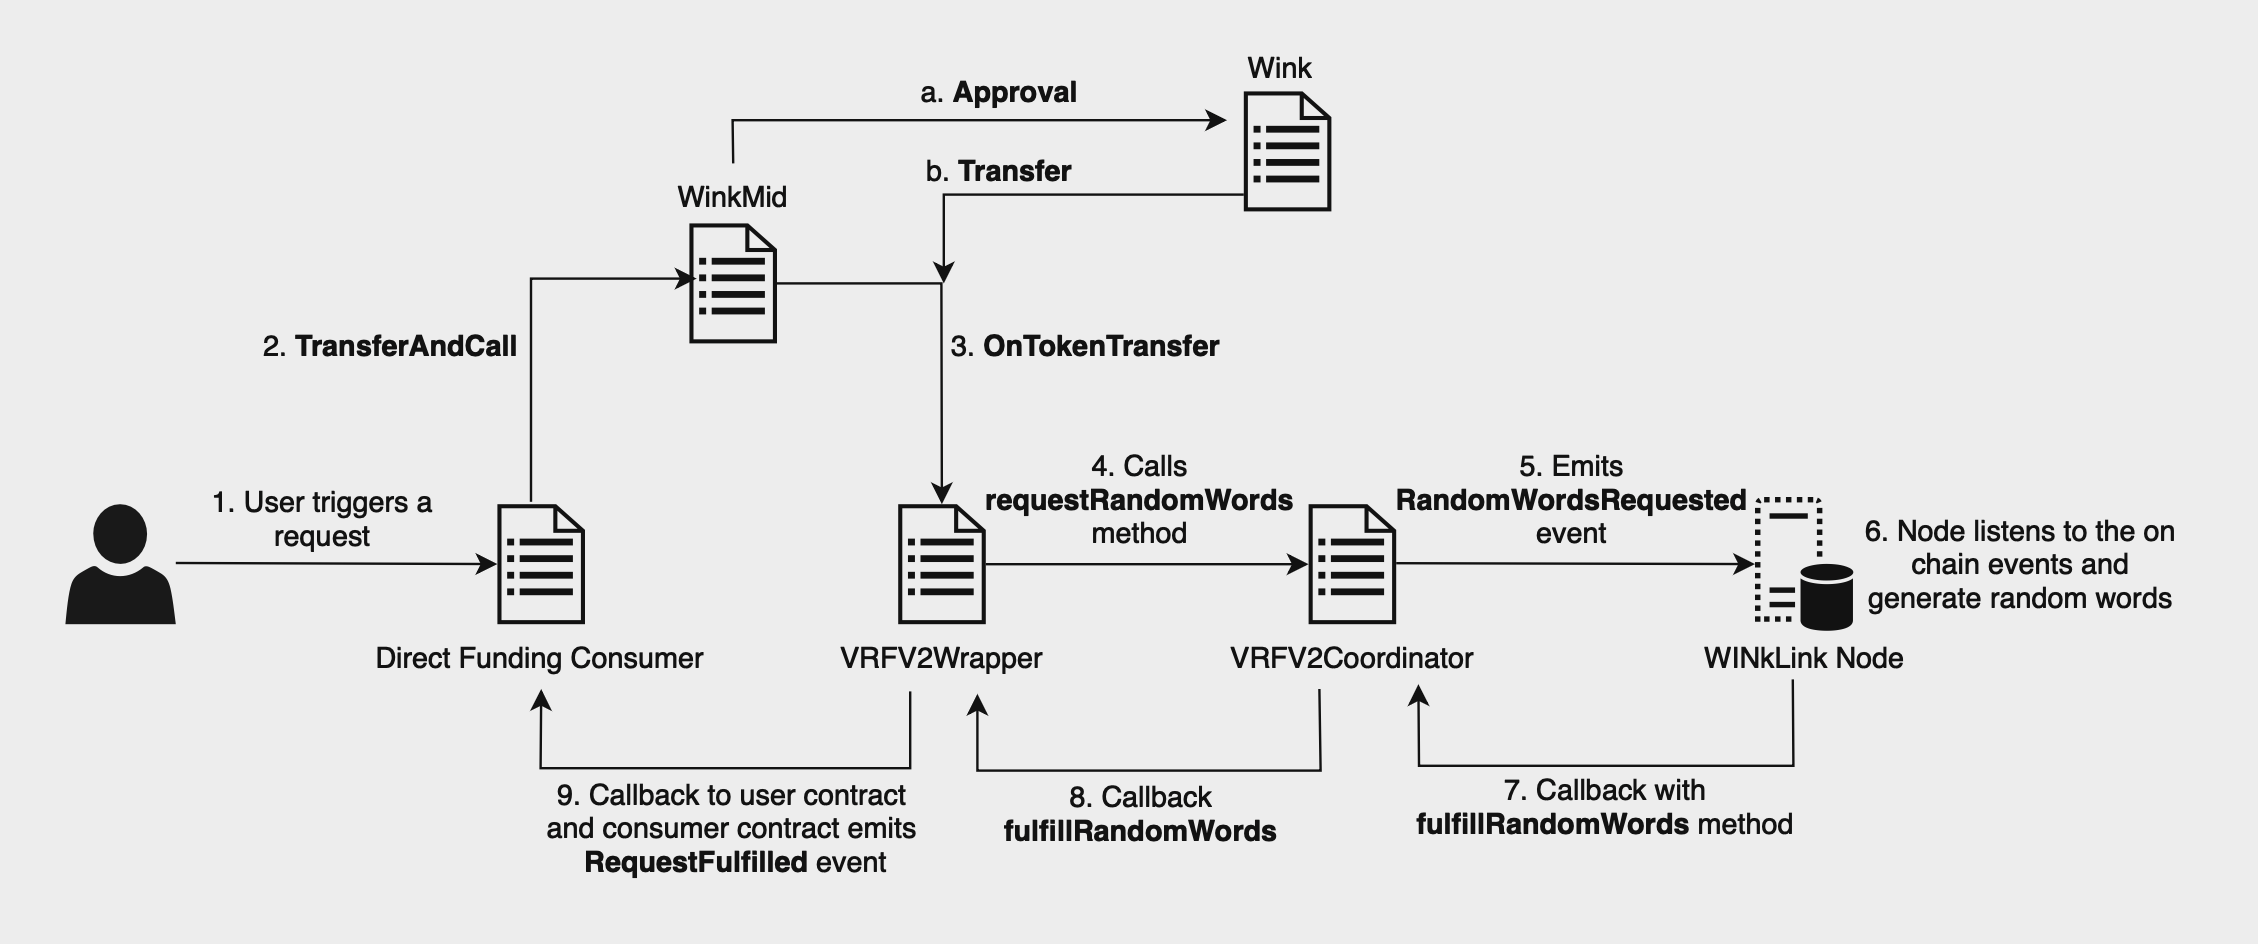 Wink
a. Approval
b. Transfer
WinkMid
2. TransferAndCall
3. OnTokenTransfer
1. User triggers a
request
4. Calls
requestRandomWords
method
5. Emits
RandomWordsRequested
event
6. Node listens to the on
chain events and
generate random words
Direct Funding Consumer
VRFV2Wrapper
VRFV2Coordinator
WINkLink Node
9. Callback to user contract
and consumer contract emits
RequestFulfilled event
8. Callback
fulfillRandomWords
7. Callback with
fulfillRandomWords method